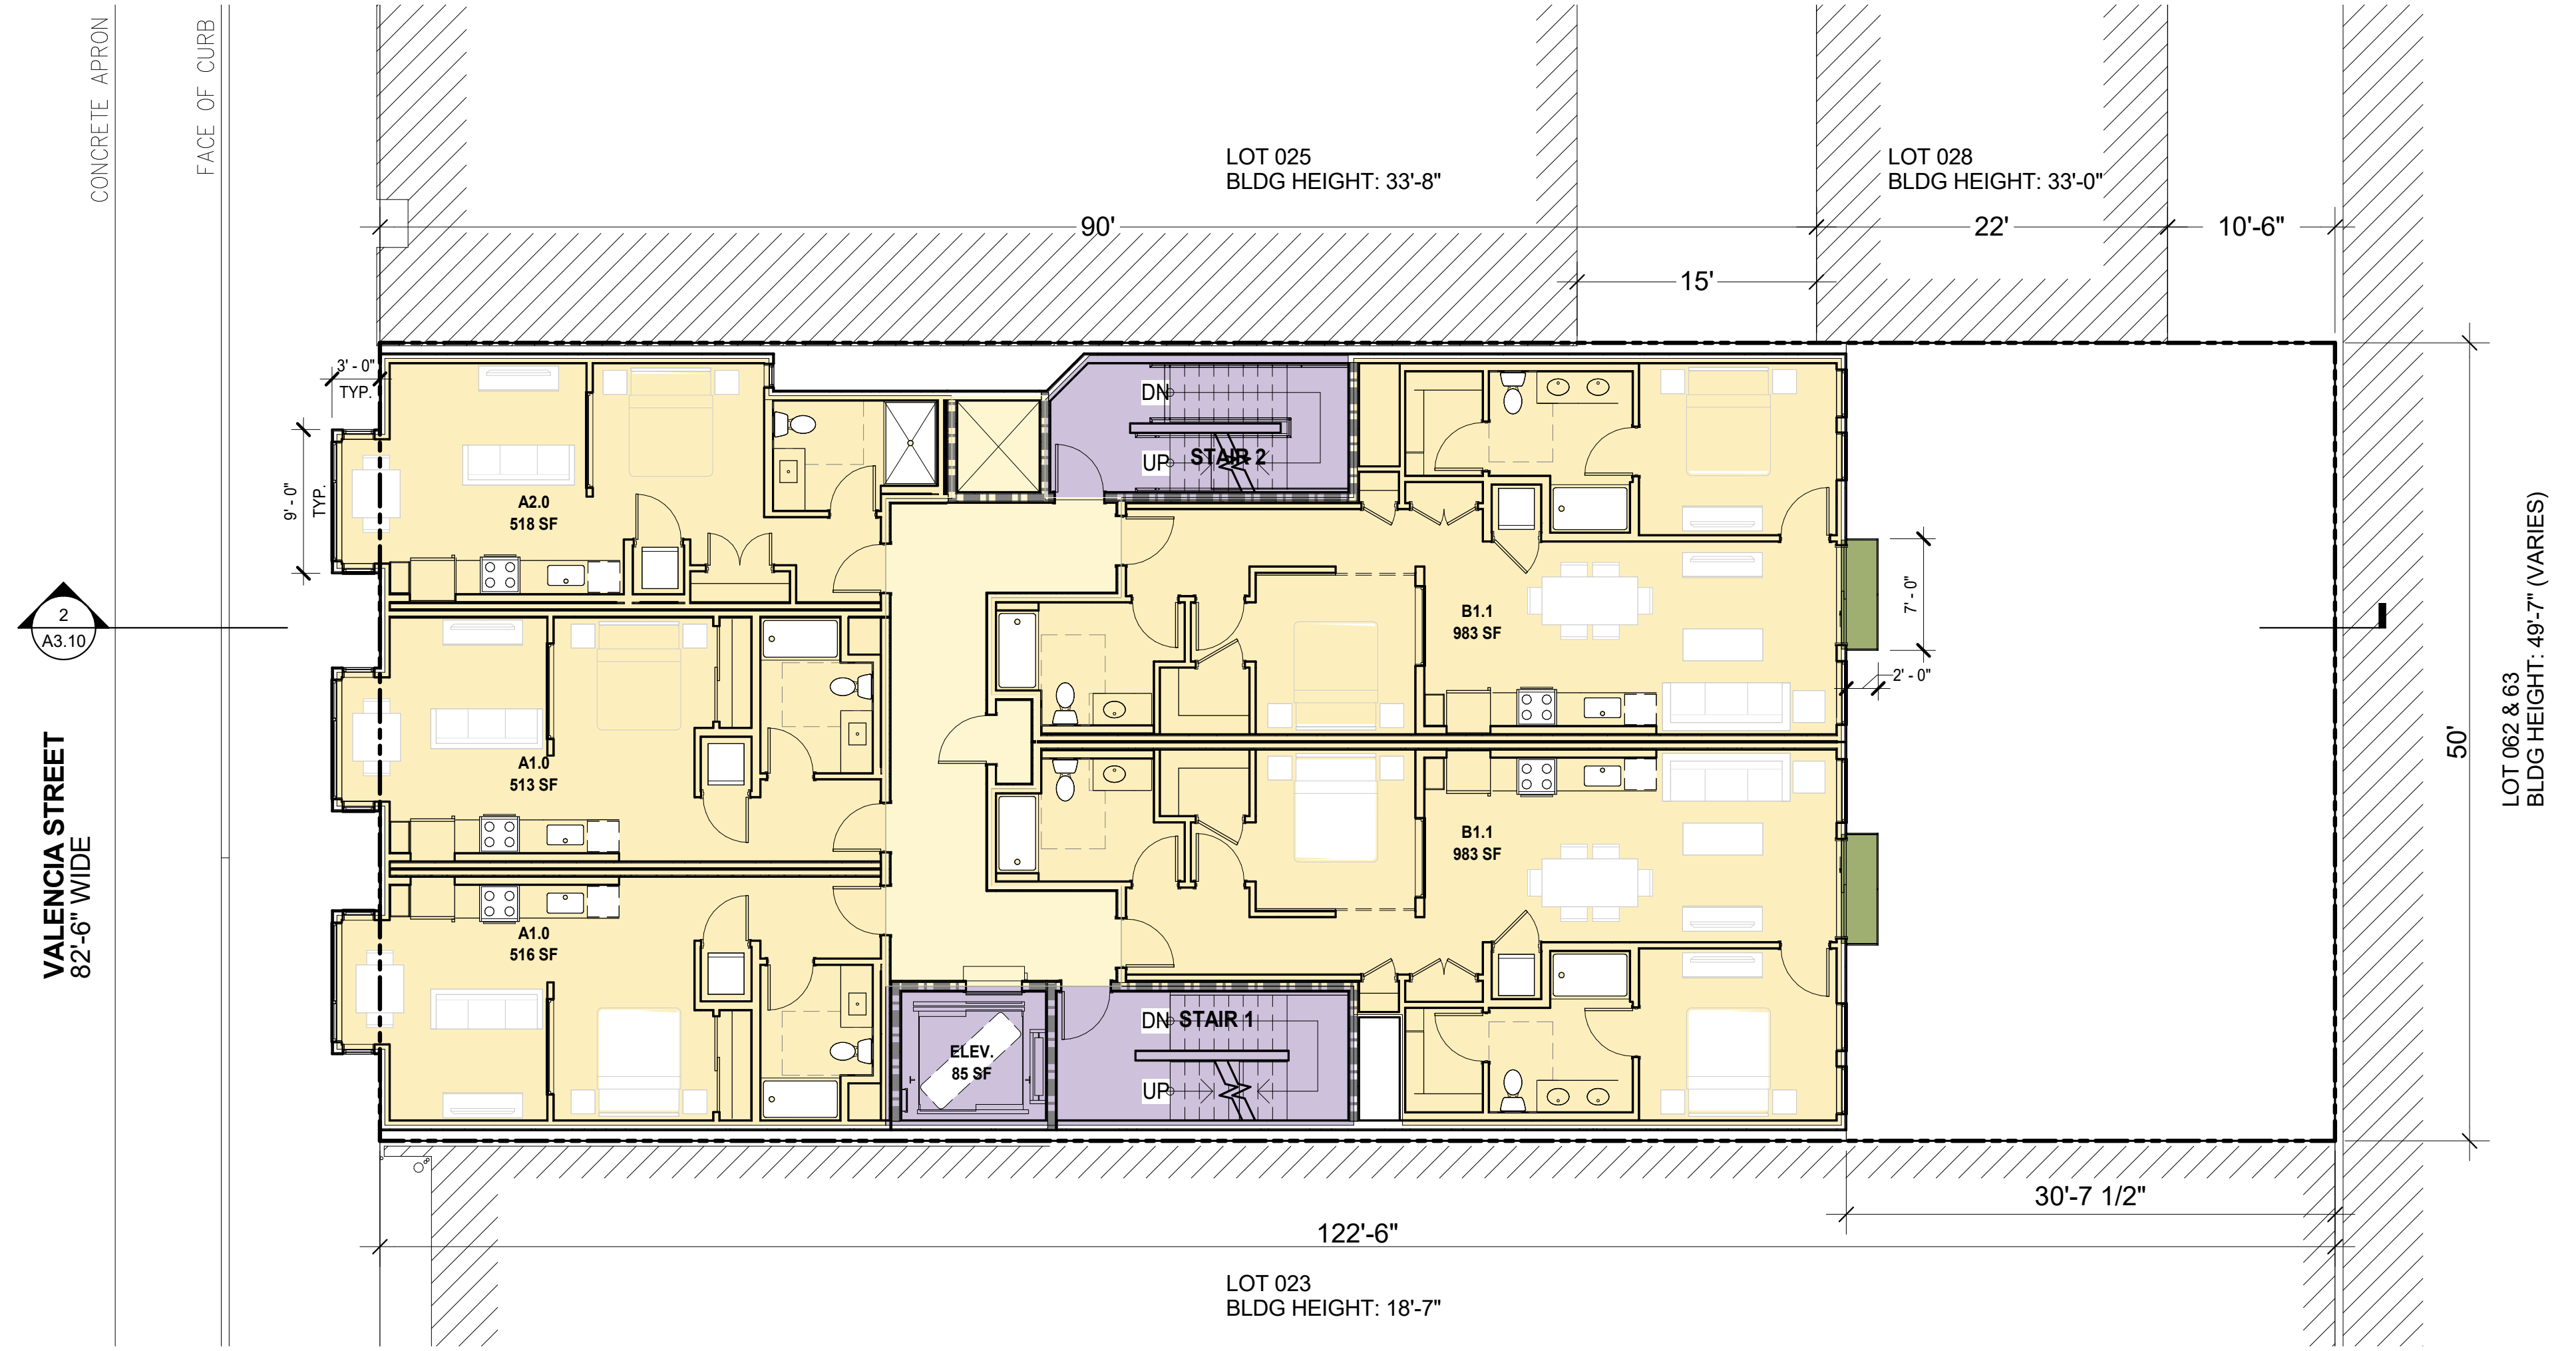 CONCRETE APRON
FACE OF CURB
LOT 025
BLDG HEIGHT: 33'-8"
LOT 028
BLDG HEIGHT: 33'-0"
90'
22'
10'-6"
15'
3' - 0"
TYP.
9' - 0"
TYP.
A2.0
518 SF
DN
UP
STAIR 2
B1.1
983 SF
7' - 0"
2' - 0"
2
A3.10
A1.0
513 SF
VALENCIA STREET
82'-6" WIDE
A1.0
516 SF
B1.1
983 SF
ELEV.
85 SF
DN
STAIR 1
UP
50'
LOT 062 & 63
BLDG HEIGHT: 49'-7" (VARIES)
30'-7 1/2"
122'-6"
LOT 023
BLDG HEIGHT: 18'-7"